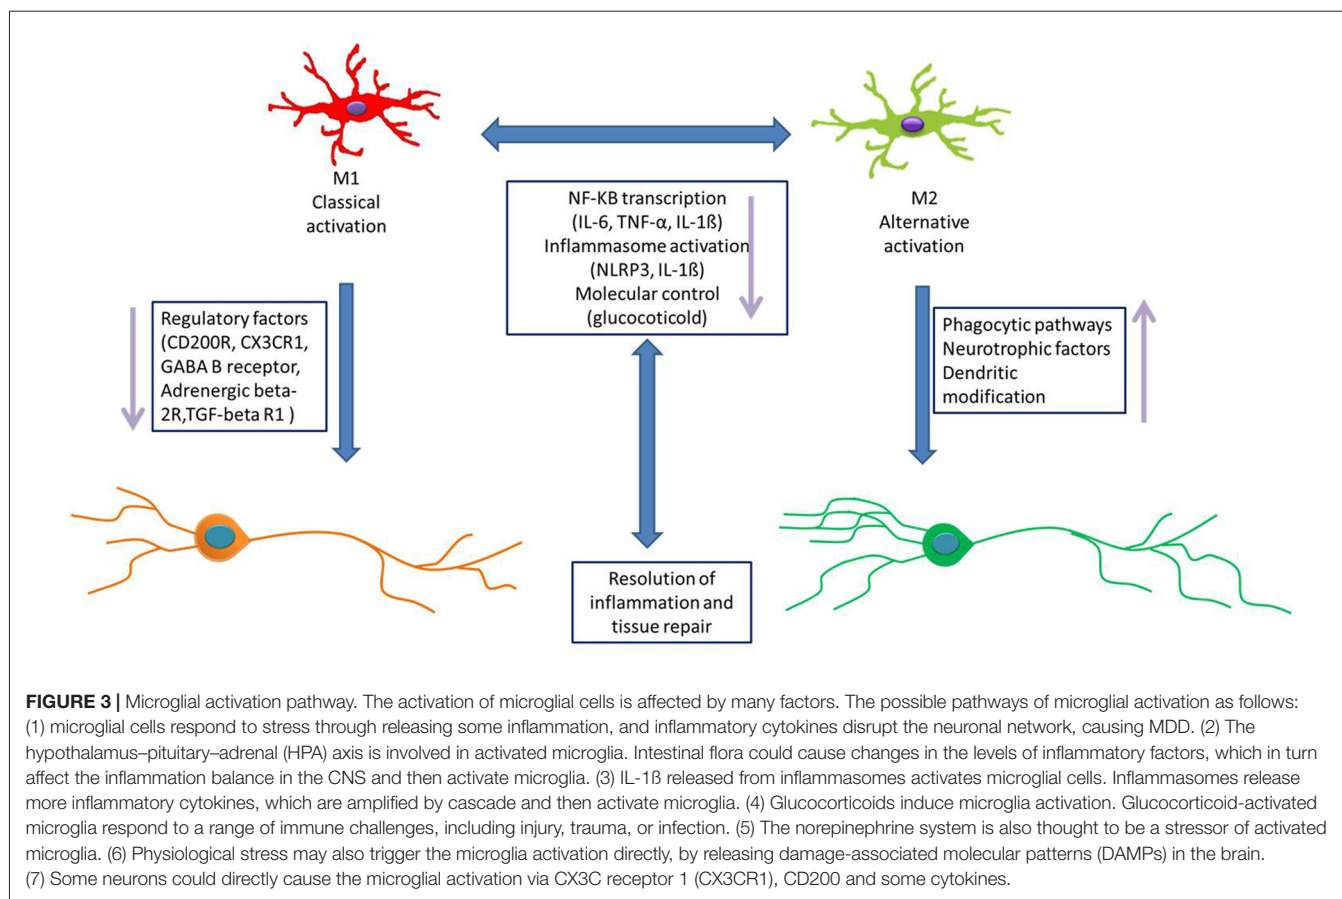 M1
Classical
activation
NF-KB transcription
(IL-6, TNF-α, IL-1ß)
Inflammasome activation
(NLRP3, IL-1ß)
Molecular control
(glucocoticold)
M2
Alternative
activation
Regulatory factors
(CD200R, CX3CR1,
GABA B receptor,
Adrenergic beta-
2R,TGF-beta R1 )
Phagocytic pathways
Neurotrophic factors
Dendritic
modification
Resolution of
inflammation and
tissue repair
FIGURE 3 | Microglial activation pathway. The activation of microglial cells is affected by many factors. The possible pathways of microglial activation as follows:
(1) microglial cells respond to stress through releasing some inflammation, and inflammatory cytokines disrupt the neuronal network, causing MDD. (2) The
hypothalamus–pituitary–adrenal (HPA) axis is involved in activated microglia. Intestinal flora could cause changes in the levels of inflammatory factors, which in turn
affect the inflammation balance in the CNS and then activate microglia. (3) IL-1ß released from inflammasomes activates microglial cells. Inflammasomes release
more inflammatory cytokines, which are amplified by cascade and then activate microglia. (4) Glucocorticoids induce microglia activation. Glucocorticoid-activated
microglia respond to a range of immune challenges, including injury, trauma, or infection. (5) The norepinephrine system is also thought to be a stressor of activated
microglia. (6) Physiological stress may also trigger the microglia activation directly, by releasing damage-associated molecular patterns (DAMPs) in the brain.
(7) Some neurons could directly cause the microglial activation via CX3C receptor 1 (CX3CR1), CD200 and some cytokines.